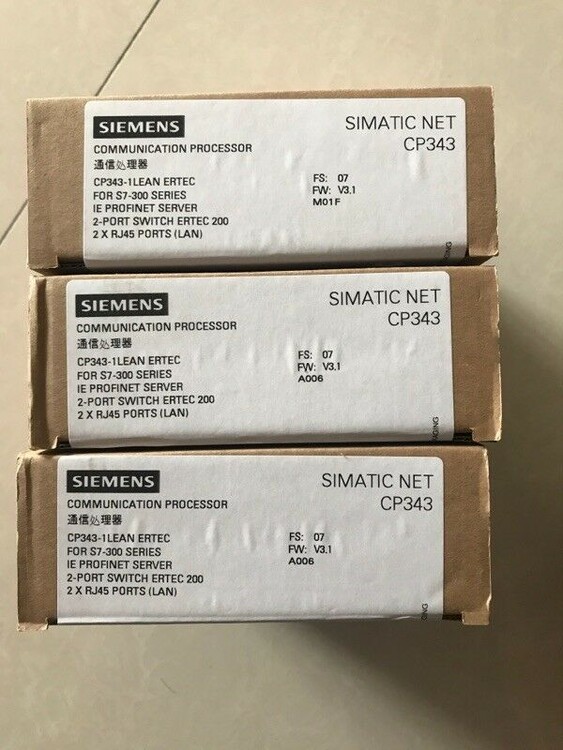 SIEMENS
SIMATIC NET
CP343
COMMUNICATION PROCESSOR
通信处理器
CP343-1LEAN ERTEC
FOR S7-300 SERIES
IE PROFINET SERVER
2-PORT SWITCH ERTEC 200
2 X RJ45 PORTS (LAN)
FS: 07
FW: V3.1
M01F
SIEMENS
SIMATIC NET
CP343
COMMUNICATION PROCESSOR
通信处理器
CP343-1LEAN ERTEC
FOR S7-300 SERIES
IE PROFINET SERVER
2-PORT SWITCH ERTEC 200
2 X RJ45 PORTS (LAN)
FS: 07
FW: V3.1
A006
SIEMENS
SIMATIC NET
CP343
COMMUNICATION PROCESSOR
通信处理器
CP343-1LEAN ERTEC
FOR S7-300 SERIES
IE PROFINET SERVER
2-PORT SWITCH ERTEC 200
2 X RJ45 PORTS (LAN)
FS: 07
FW: V3.1
A006